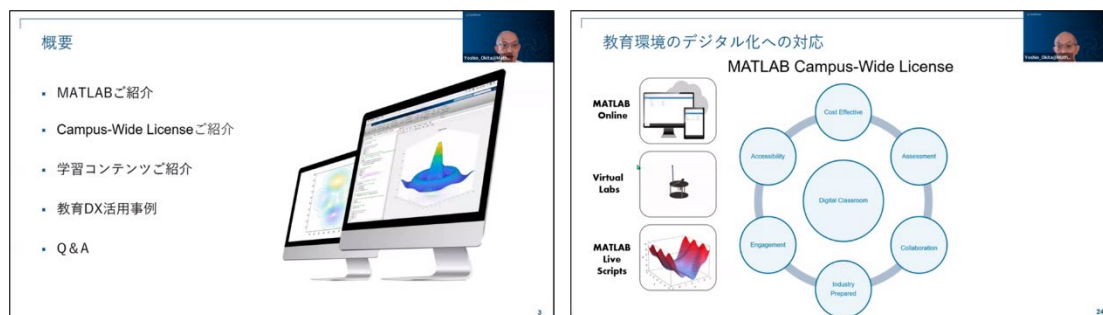 概要
MATLABご紹介
Campus-Wide Licenseご紹介
学習コンテンツご紹介
教育DX活用事例
Q&A
3
教育環境のデジタル化への対応
MATLAB Campus-Wide License
MATLAB
Online
Virtual
Labs
MATLAB
Live
Scripts
Cost Effective
Accessibility
Assessment
Digital Classroom
Engagement
Collaboration
Industry
Prepared
24